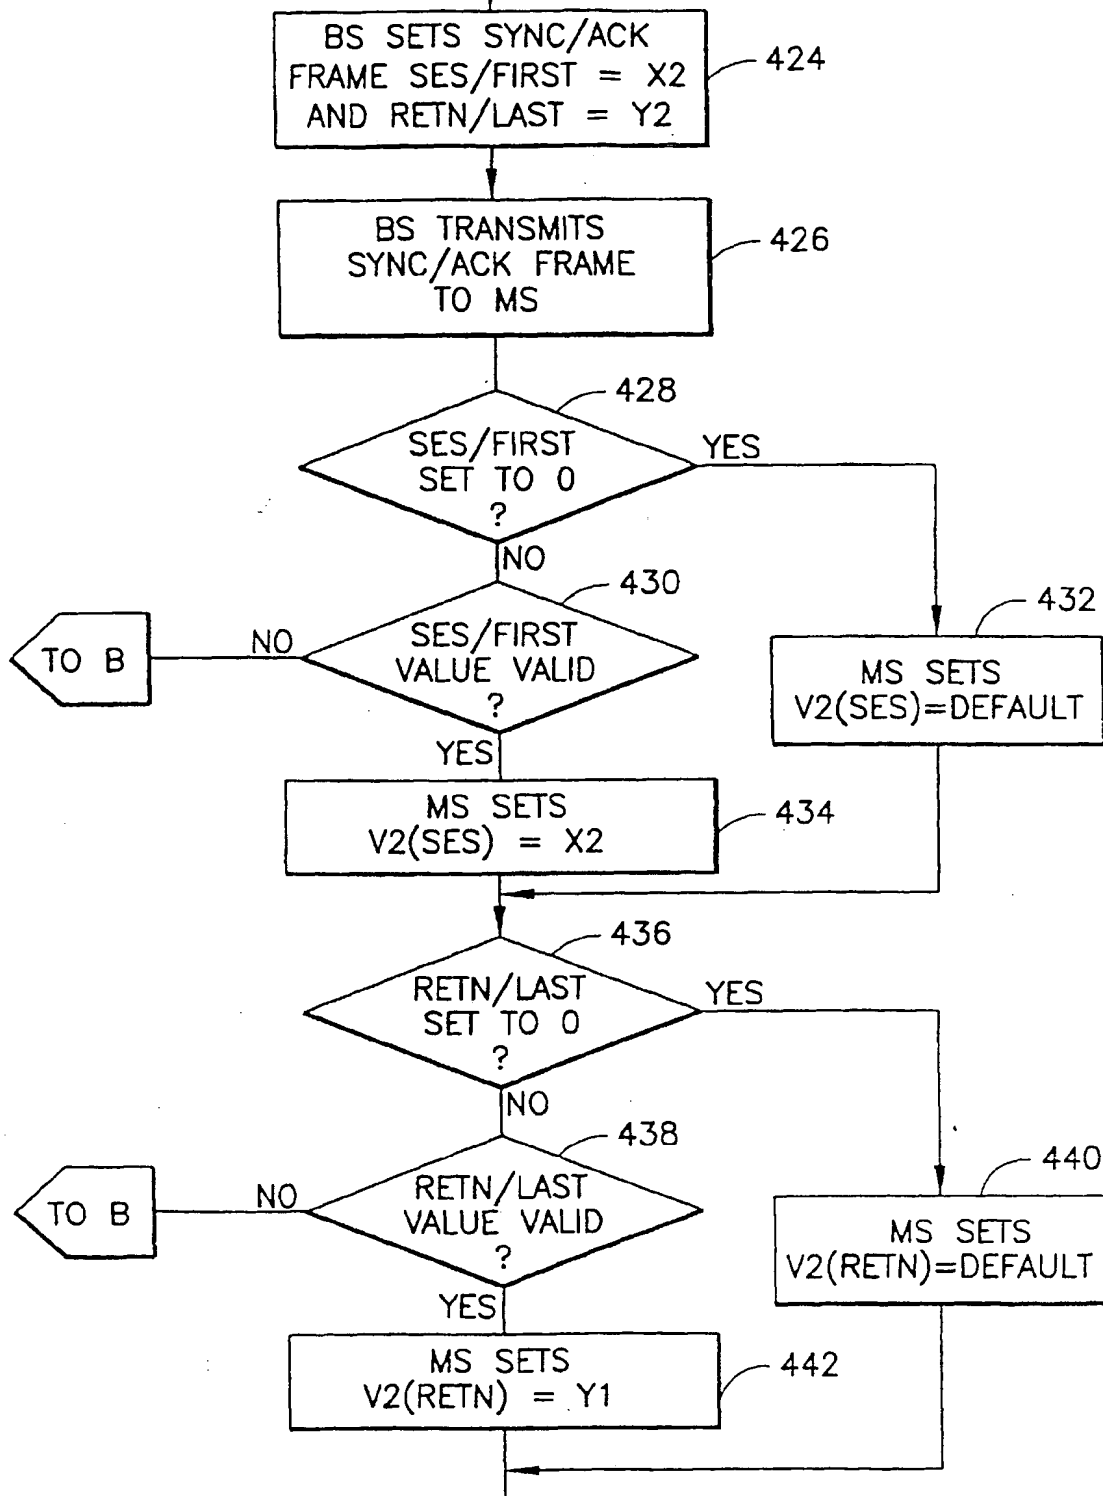 BS SETS SYNC/ACK
FRAME SES/FIRST = X2
AND RETN/LAST = Y2
424
BS TRANSMITS
SYNC/ACK FRAME
TO MS
426
428
SES/FIRST
SET TO 0
?
YES
NO
430
432
SES/FIRST
VALUE VALID
?
NO
TO B
MS SETS
V2(SES)=DEFAULT
YES
MS SETS
V2(SES) = X2
434
436
RETN/LAST
SET TO 0
?
YES
NO
438
440
RETN/LAST
VALUE VALID
?
NO
TO B
MS SETS
V2(RETN)=DEFAULT
YES
MS SETS
V2(RETN) = Y1
442